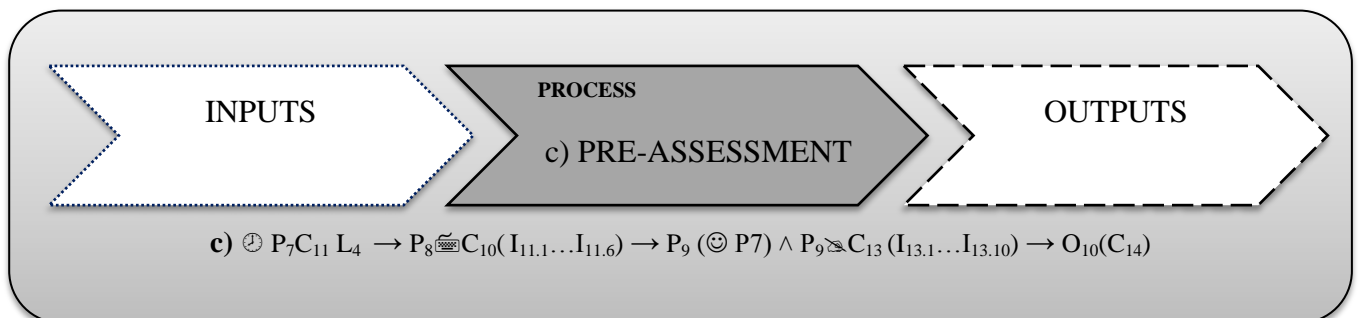 PROCESS
INPUTS
c) PRE-ASSESSMENT
OUTPUTS
c) 🕗 P₇C₁₁ L₄ → P₈🖮C₁₀( I₁₁.₁…I₁₁.₆) → P₉ (☺ P7) ∧ P₉✎C₁₃ (I₁₃.₁…I₁₃.₁₀) → O₁₀(C₁₄)